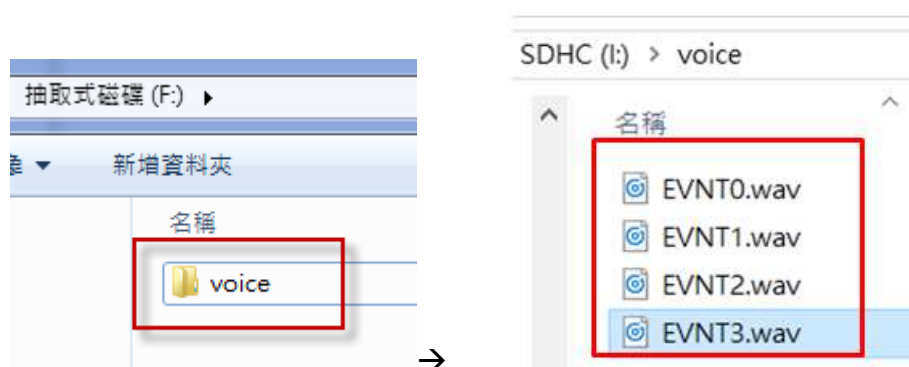 抽取式磁碟 (F:) ▶
新增資料夾
名稱
voice
→
SDHC (I:) > voice
名稱
EVNT0.wav
EVNT1.wav
EVNT2.wav
EVNT3.wav